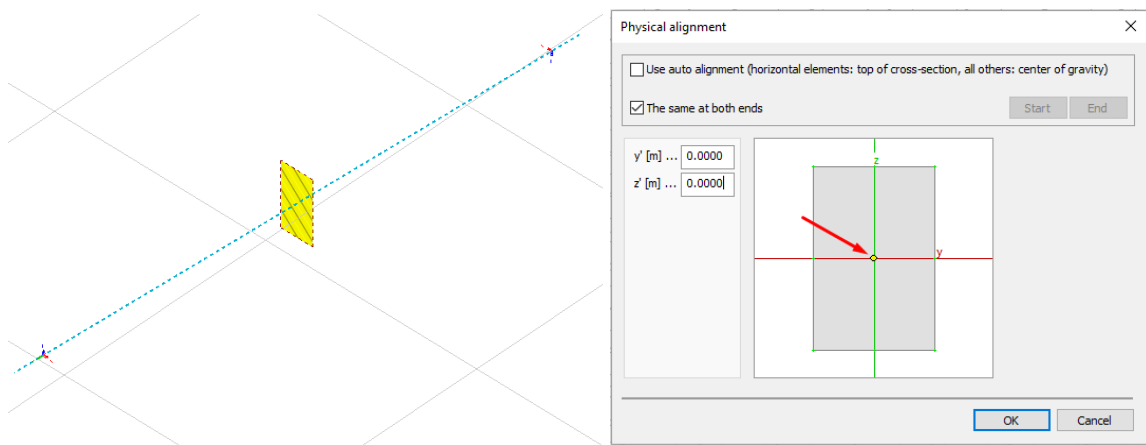 Physical alignment
Use auto alignment (horizontal elements: top of cross-section, all others: center of gravity)
The same at both ends
Start
End
y' [m] ... 0.0000
z' [m] ... 0.0000
z
y
OK
Cancel